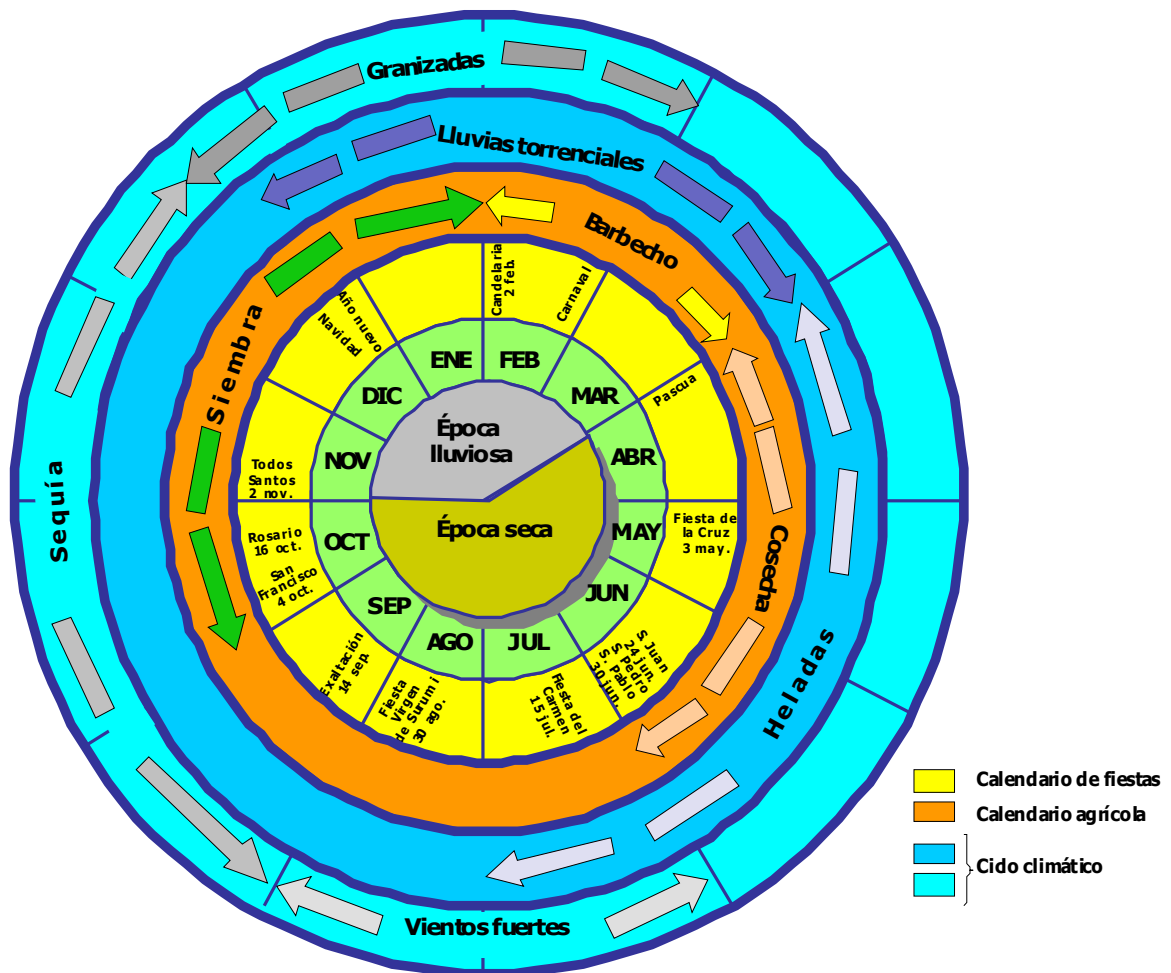 Granizadas
Lluvias torrenciales
Barbecho
Siembra
Sequía
Cosecha
Heladas
Vientos fuertes
Candelaria
2 feb.
Carnaval
Pascua
Fiesta de
la Cruz
3 may.
S. Juan
24 jun.
S. Pedro
S. Pablo
30 jun.
Fiesta del
Carmen
15 jul.
Fiesta
Virgen
de Surumi
30 ago.
Exaltación
14 sep.
Rosario
16 oct.
San
Francisco
4 oct.
Todos
Santos
2 nov.
Navidad
Año nuevo
ENE
FEB
MAR
ABR
MAY
JUN
JUL
AGO
SEP
OCT
NOV
DIC
Época
lluviosa
Época seca
Calendario de fiestas
Calendario agrícola
Ciclo climático